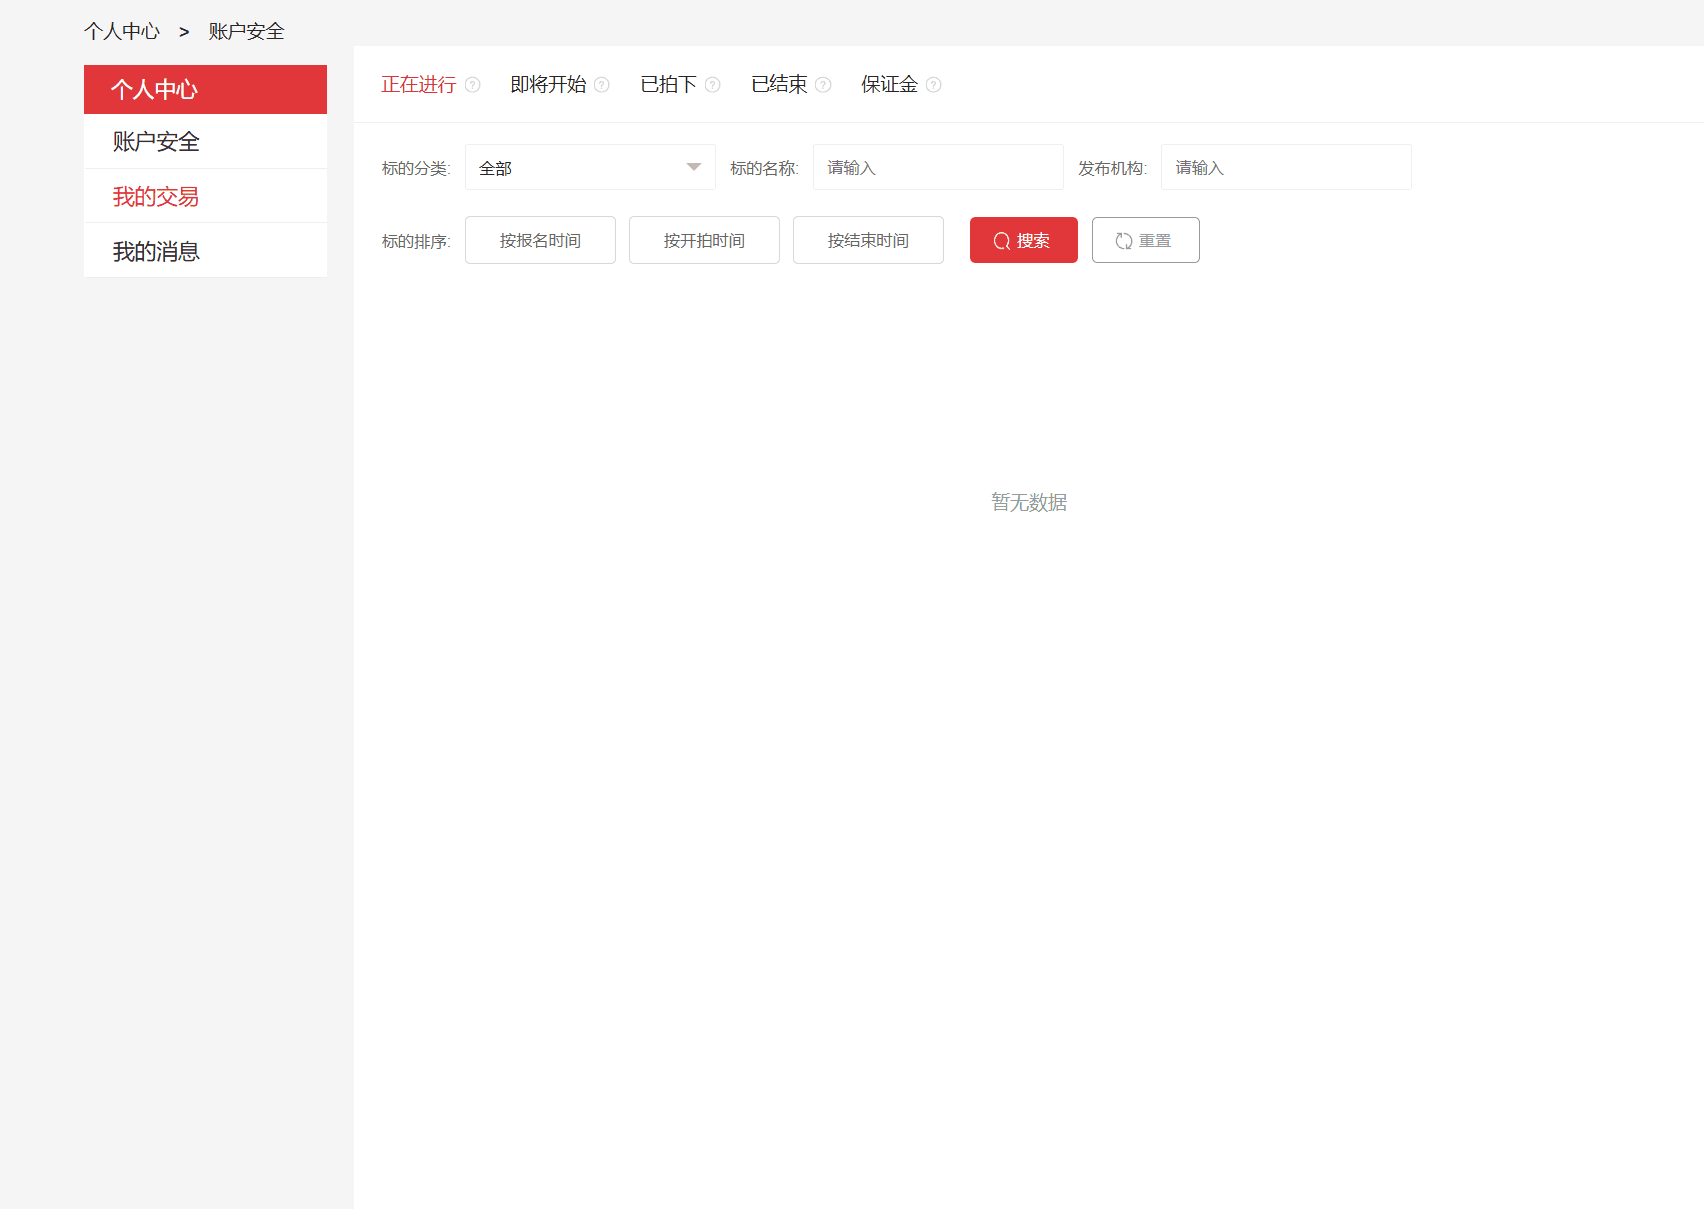 个人中心 > 账户安全
个人中心
账户安全
我的交易
我的消息
正在进行 ? 即将开始 ? 已拍下 ? 已结束 ? 保证金 ?
标的分类: 全部 标的名称: 请输入 发布机构: 请输入
标的排序: 按报名时间 按开拍时间 按结束时间 搜索 重置
暂无数据